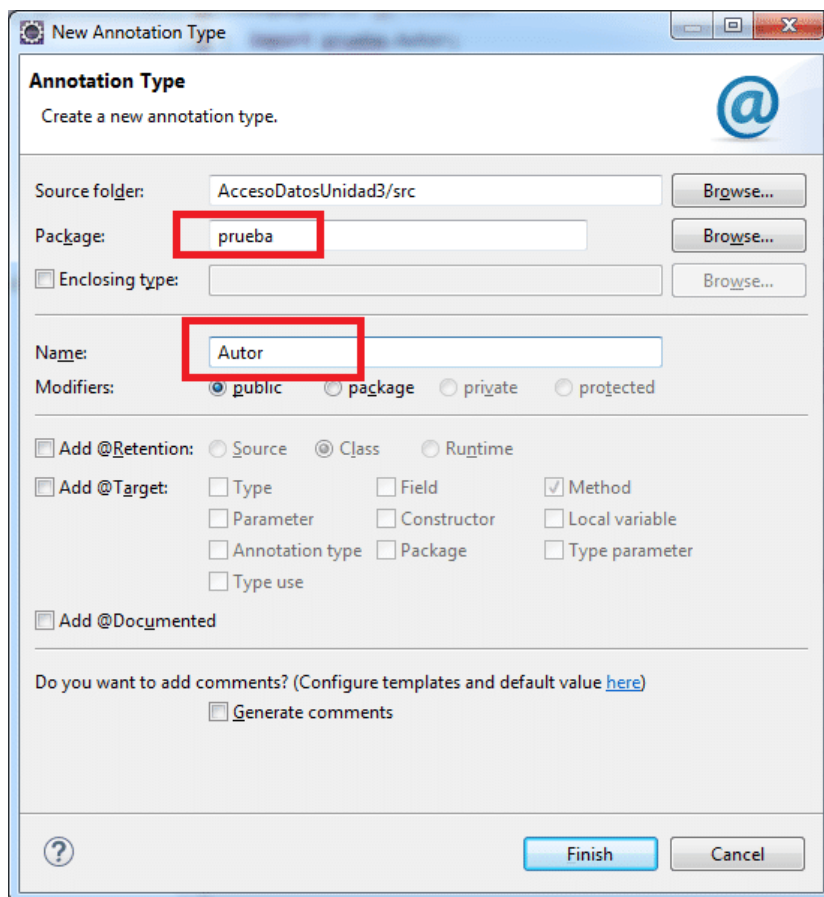 New Annotation Type
Annotation Type
Create a new annotation type.
@
Source folder: AccesoDatosUnidad3/src Browse...
Package: prueba Browse...
Enclosing type: Browse...
Name: Autor
Modifiers: public package private protected
Add @Retention: Source Class Runtime
Add @Target: Type Field Method
Parameter Constructor Local variable
Annotation type Package Type parameter
Type use
Add @Documented
Do you want to add comments? (Configure templates and default value here)
Generate comments
? Finish Cancel